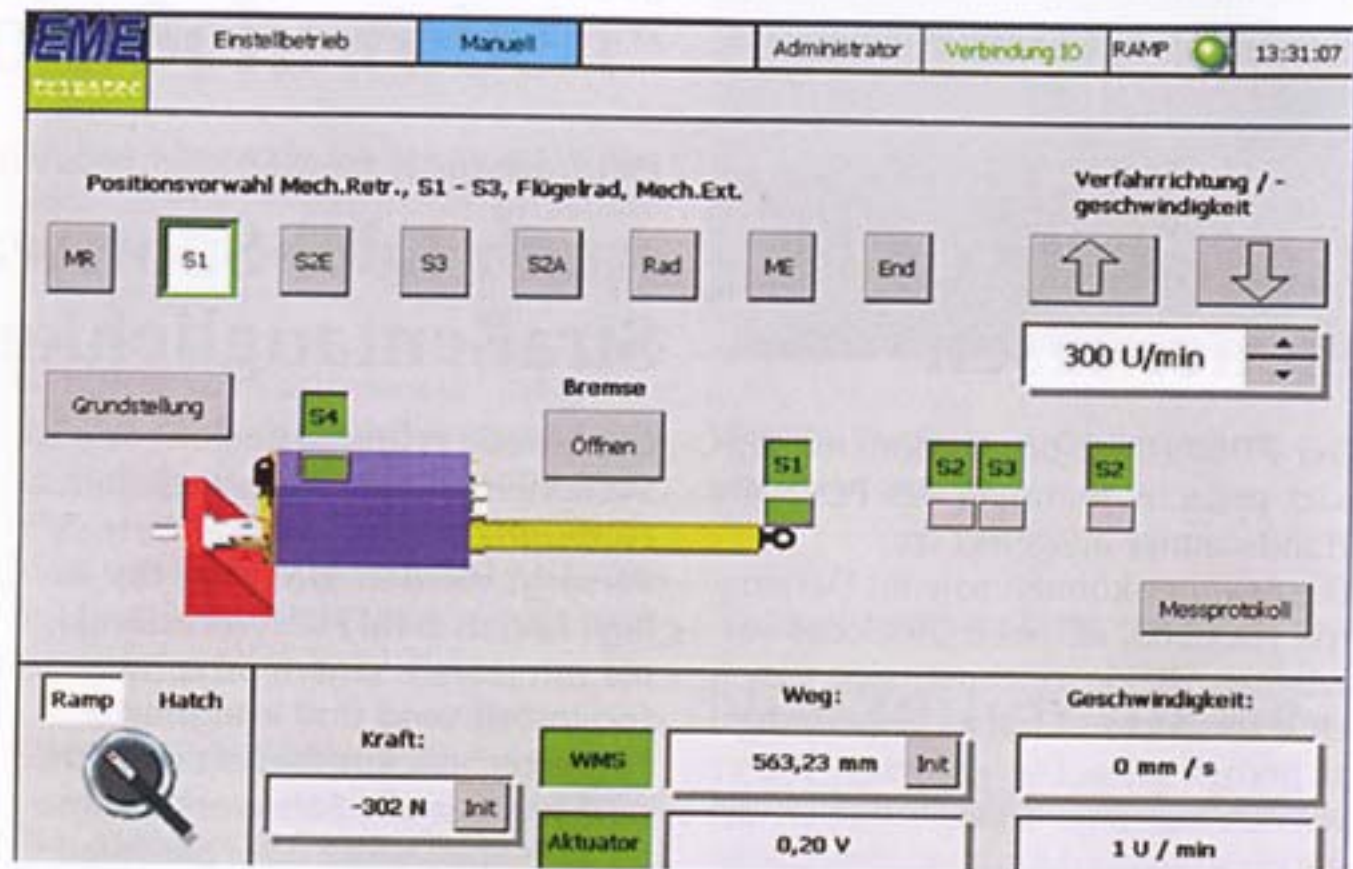 EME Einstellbetrieb Manuell Administrator Verbindung IO RAMP 13:31:07
Positionsvorwahl Mech.Retr., S1 - S3, Flügelrad, Mech.Ext.
Verfahrrichtung / -
geschwindigkeit
MR S1 S2E S3 S2A Rad ME End
300 U/min
Grundstellung
S4
Bremse
Öffnen
S1 S2 S3 S2
Messprotokoll
Ramp Hatch
Kraft:
-302 N Init
Weg:
WMS 563,23 mm Init
Aktuator 0,20 V
Geschwindigkeit:
0 mm / s
1 U / min